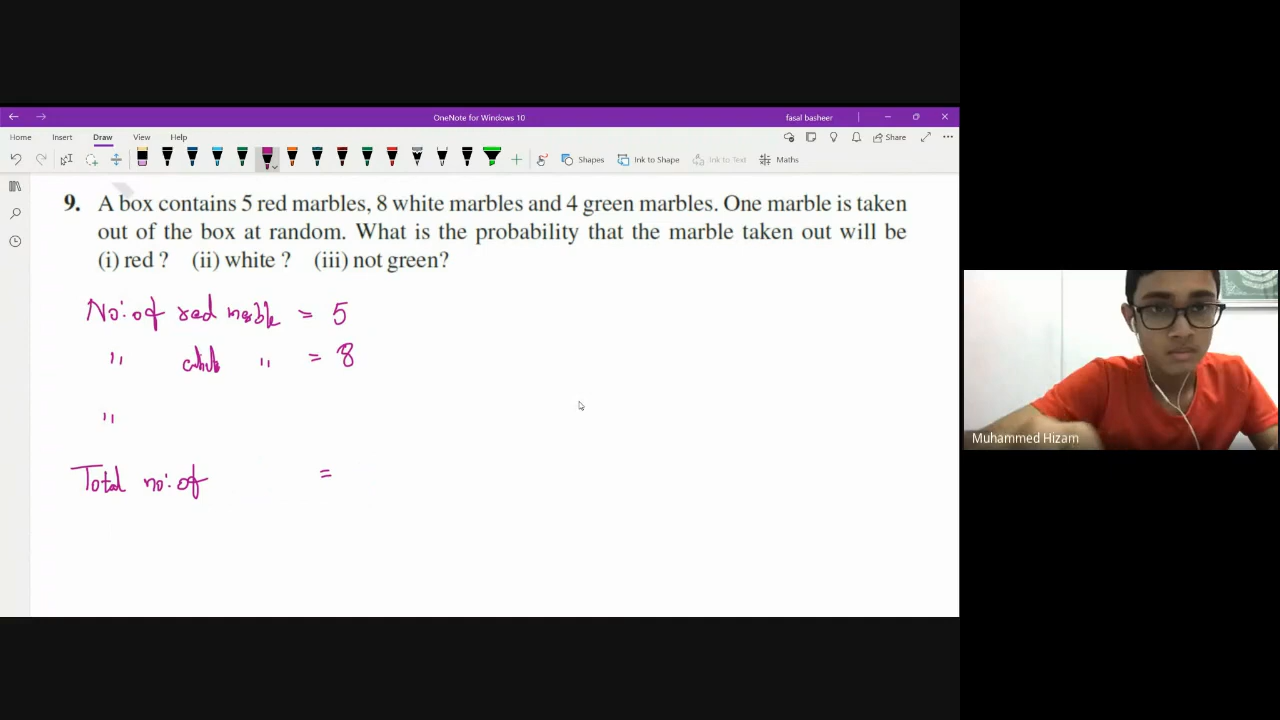 OneNote for Windows 10
fasal basheer
Home Insert Draw View Help
Share
Shapes Ink to Shape Ink to Text Maths
9. A box contains 5 red marbles, 8 white marbles and 4 green marbles. One marble is taken
out of the box at random. What is the probability that the marble taken out will be
(i) red ? (ii) white ? (iii) not green?
No: of red marble = 5
" white " = 8
"
Total no: of =
Muhammed Hizam